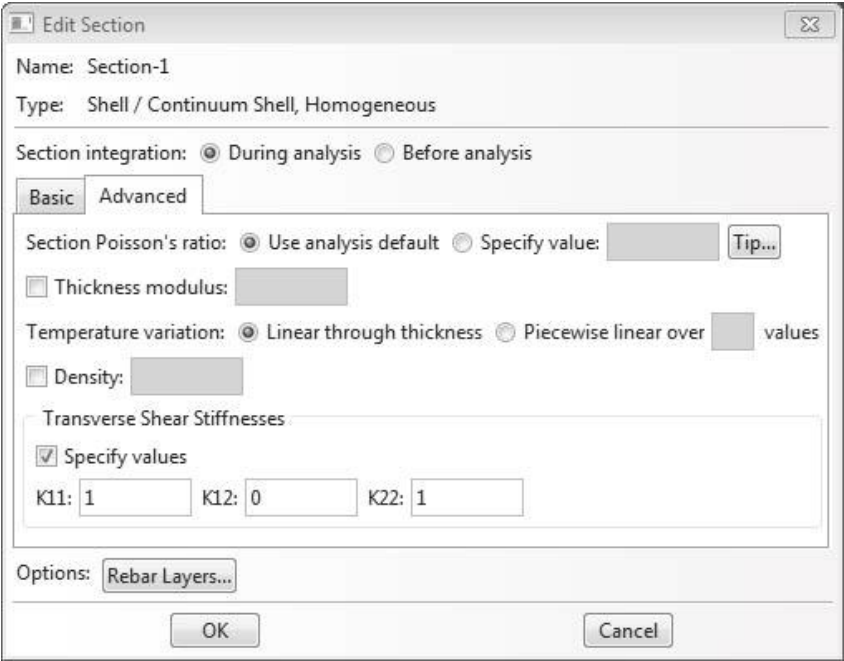 Edit Section
Name: Section-1
Type: Shell / Continuum Shell, Homogeneous
Section integration: During analysis Before analysis
Basic Advanced
Section Poisson's ratio: Use analysis default Specify value: Tip...
Thickness modulus:
Temperature variation: Linear through thickness Piecewise linear over values
Density:
Transverse Shear Stiffnesses
Specify values
K11: 1 K12: 0 K22: 1
Options: Rebar Layers...
OK Cancel